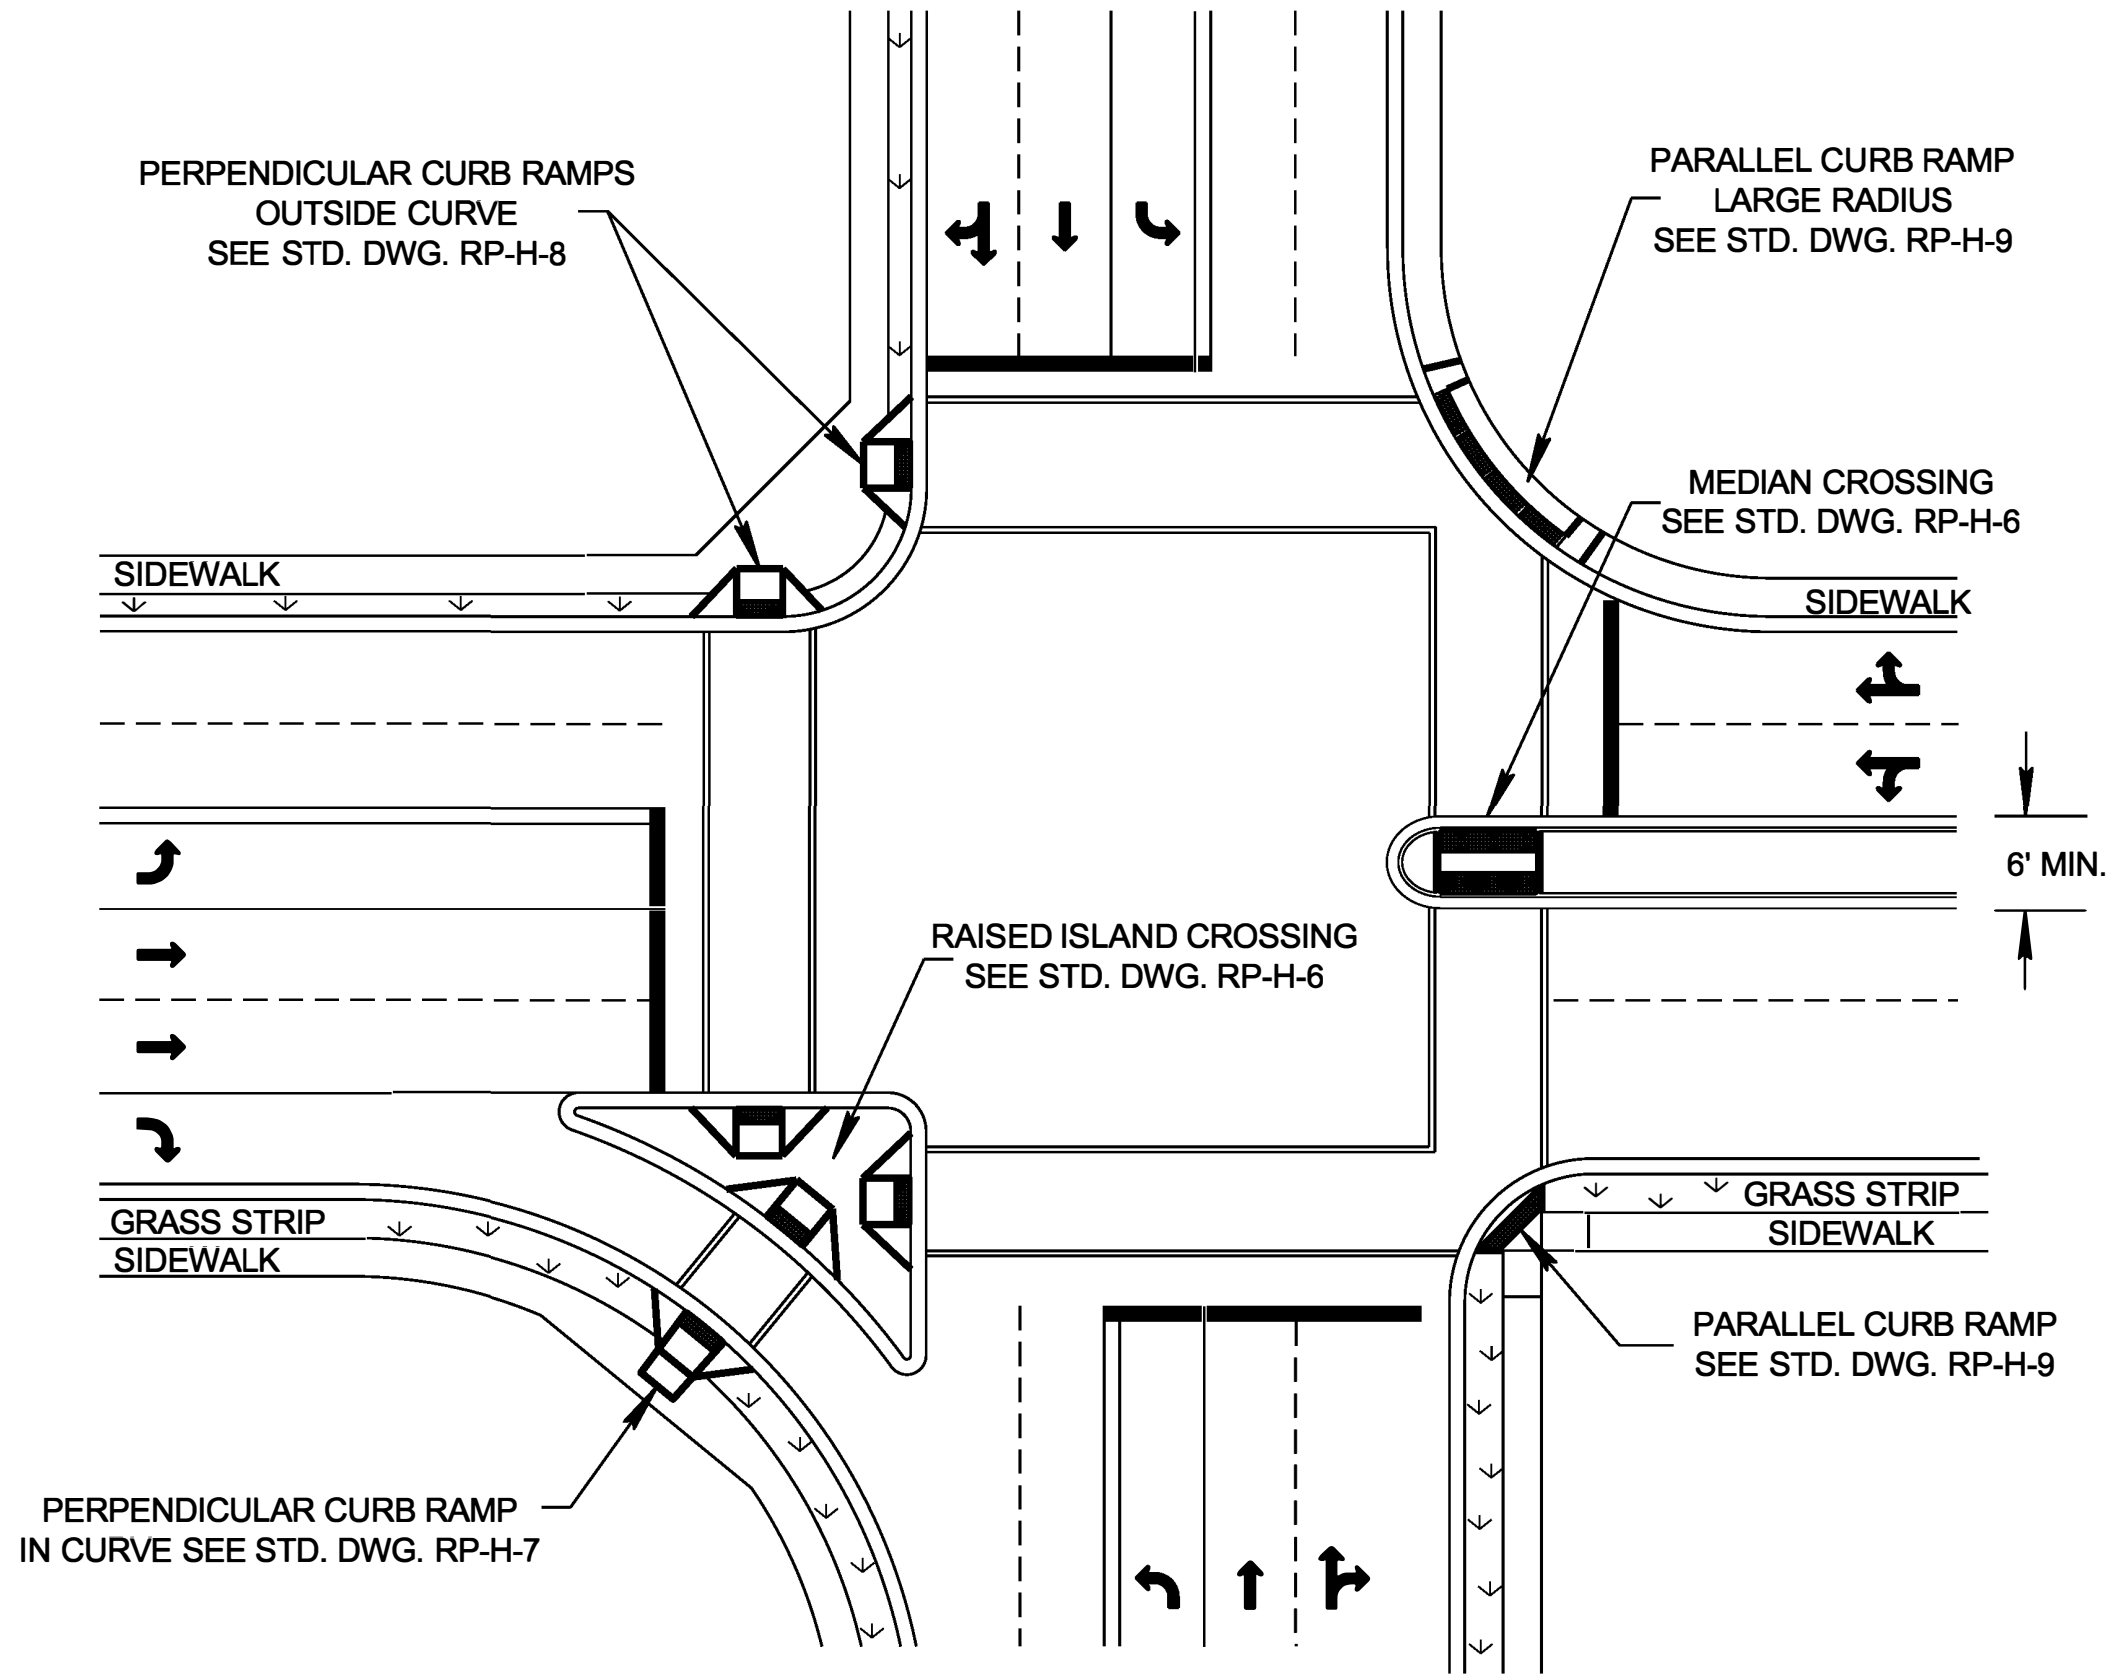 PERPENDICULAR CURB RAMPS
OUTSIDE CURVE
SEE STD. DWG. RP-H-8
PARALLEL CURB RAMP
LARGE RADIUS
SEE STD. DWG. RP-H-9
MEDIAN CROSSING
SEE STD. DWG. RP-H-6
SIDEWALK
SIDEWALK
6' MIN.
RAISED ISLAND CROSSING
SEE STD. DWG. RP-H-6
GRASS STRIP
SIDEWALK
GRASS STRIP
SIDEWALK
PARALLEL CURB RAMP
SEE STD. DWG. RP-H-9
PERPENDICULAR CURB RAMP
IN CURVE SEE STD. DWG. RP-H-7